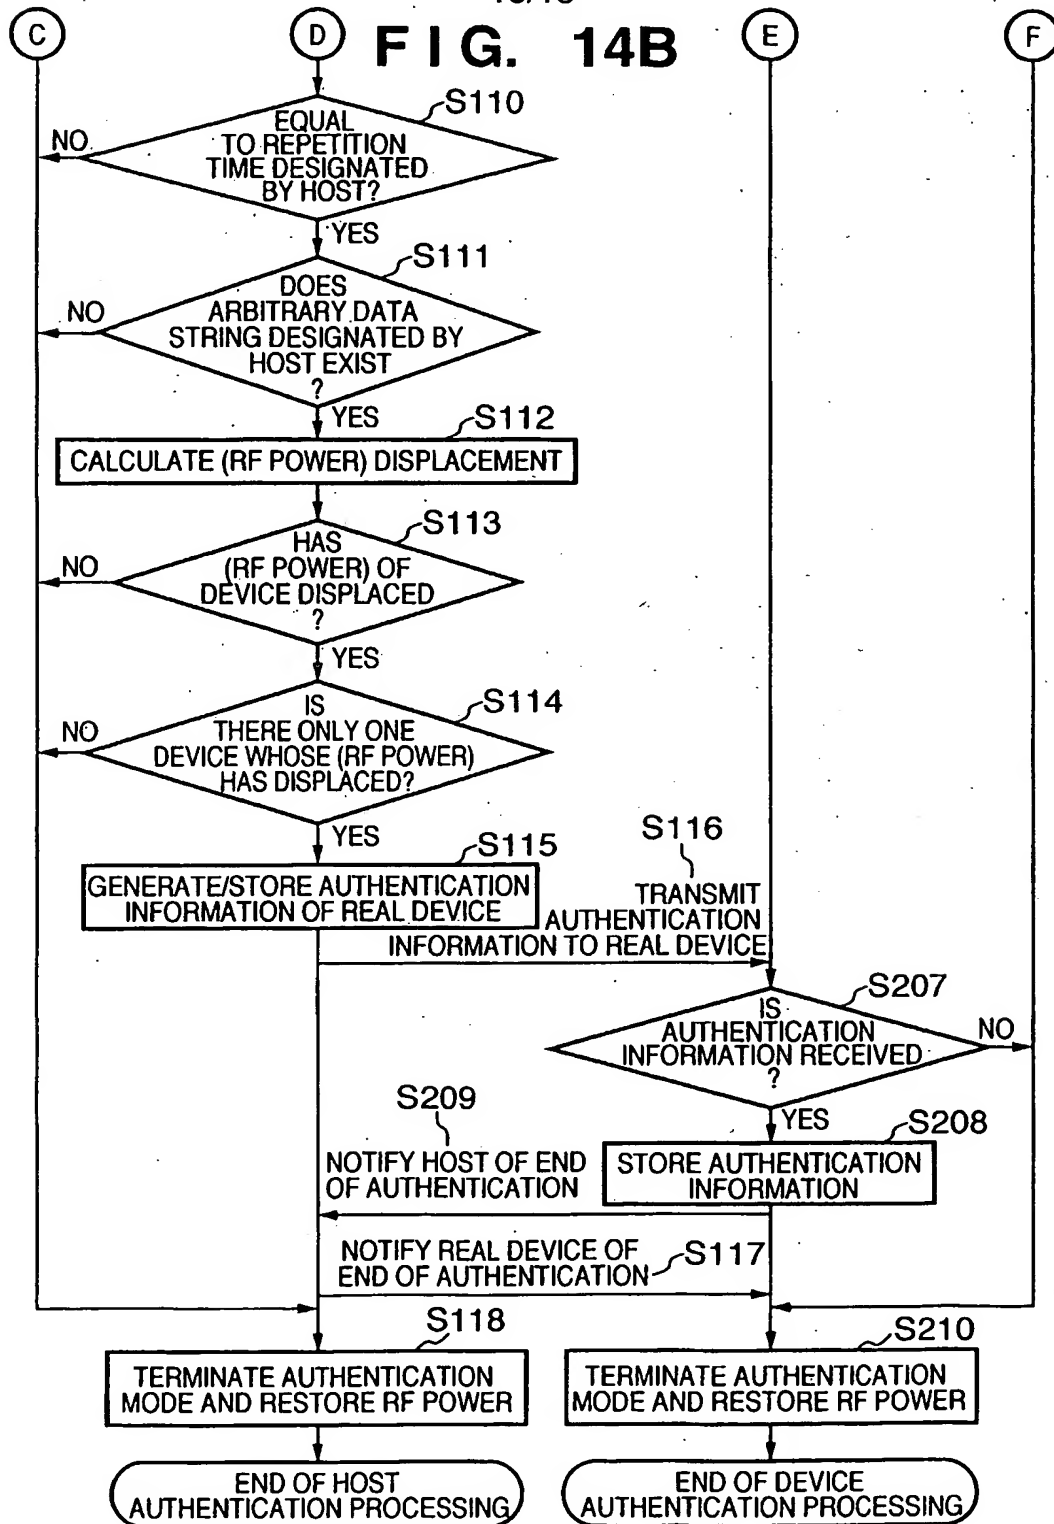 C
D
FIG. 14B
E
F
S110
EQUAL
TO REPETITION
TIME DESIGNATED
BY HOST?
NO
YES
S111
DOES
ARBITRARY DATA
STRING DESIGNATED BY
HOST EXIST
?
NO
YES
S112
CALCULATE (RF POWER) DISPLACEMENT
S113
HAS
(RF POWER) OF
DEVICE DISPLACED
?
NO
YES
S114
IS
THERE ONLY ONE
DEVICE WHOSE (RF POWER)
HAS DISPLACED?
NO
YES
S115
GENERATE/STORE AUTHENTICATION
INFORMATION OF REAL DEVICE
S116
TRANSMIT
AUTHENTICATION
INFORMATION TO REAL DEVICE
S207
IS
AUTHENTICATION
INFORMATION RECEIVED
?
NO
YES
S208
STORE AUTHENTICATION
INFORMATION
S209
NOTIFY HOST OF END
OF AUTHENTICATION
NOTIFY REAL DEVICE OF
END OF AUTHENTICATION
S117
S118
TERMINATE AUTHENTICATION
MODE AND RESTORE RF POWER
S210
TERMINATE AUTHENTICATION
MODE AND RESTORE RF POWER
END OF HOST
AUTHENTICATION PROCESSING
END OF DEVICE
AUTHENTICATION PROCESSING